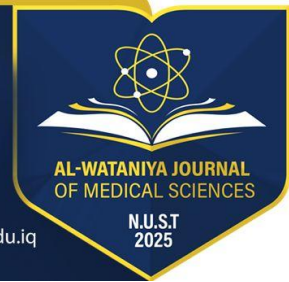 AL-WATANIYA JOURNAL
OF MEDICAL SCIENCES
N.U.S.T
2025
du.iq